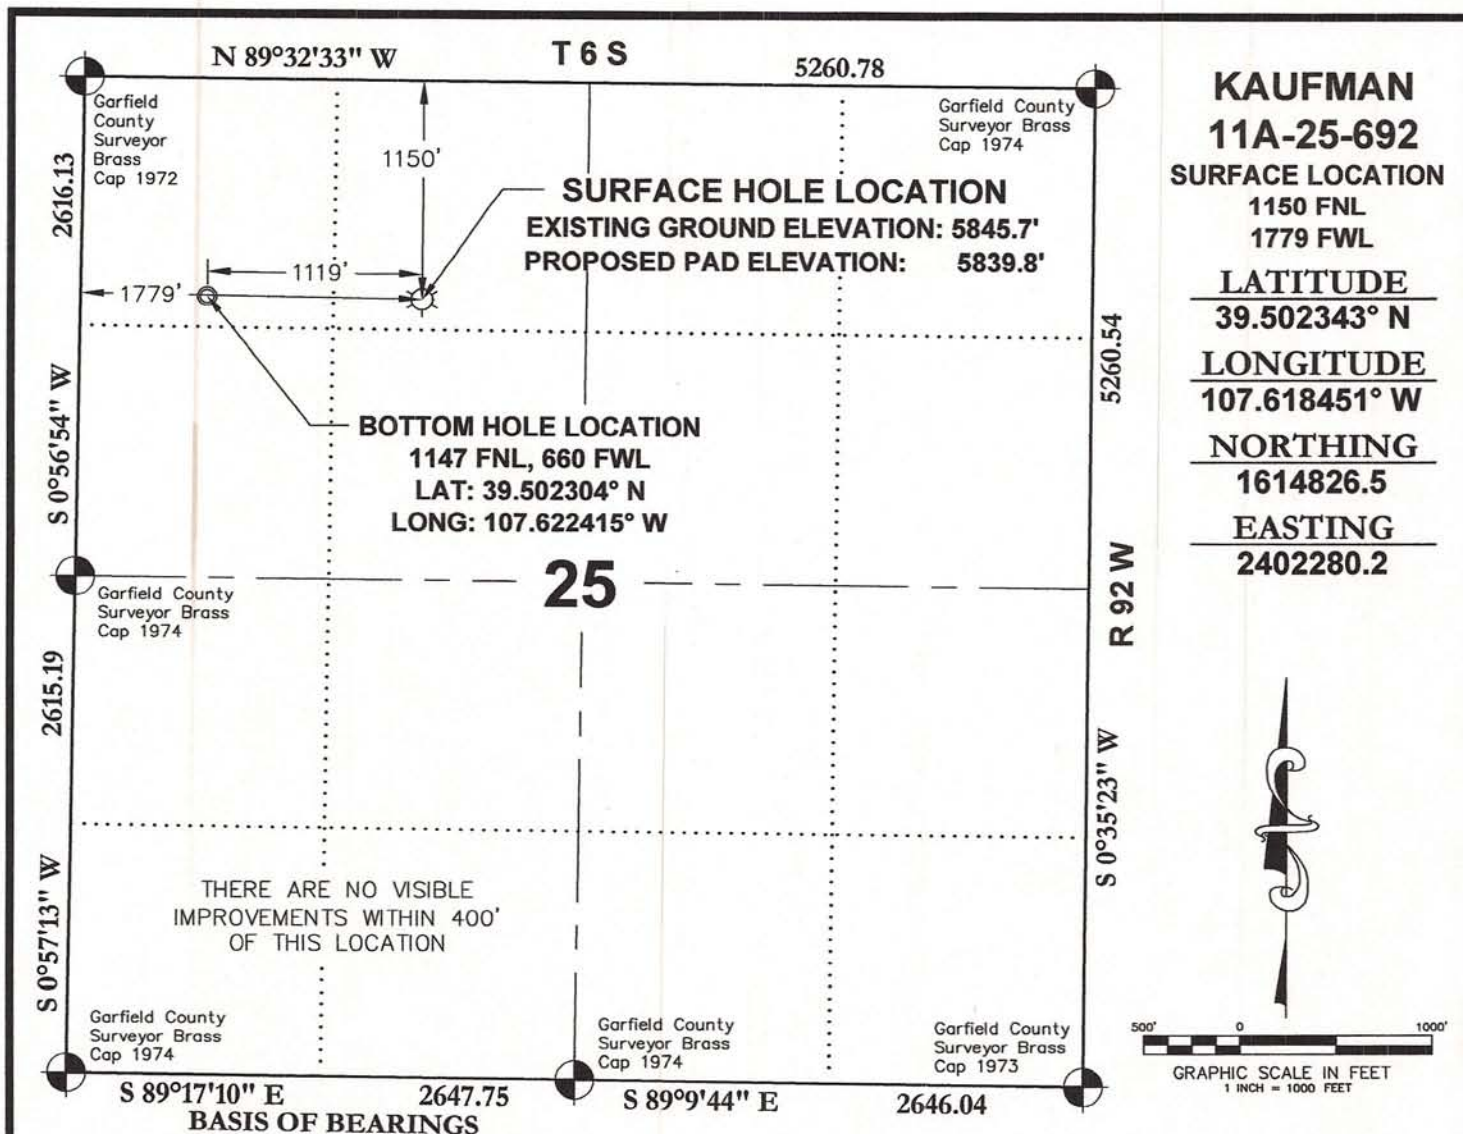 N 89°32'33" W
T 6 S
5260.78
Garfield
County
Surveyor
Brass
Cap 1972
Garfield County
Surveyor Brass
Cap 1974
2616.13
1150'
SURFACE HOLE LOCATION
EXISTING GROUND ELEVATION: 5845.7'
PROPOSED PAD ELEVATION: 5839.8'
1119'
1779'
S 0°56'54" W
5260.54
BOTTOM HOLE LOCATION
1147 FNL, 660 FWL
LAT: 39.502304° N
LONG: 107.622415° W
25
R 92 W
Garfield County
Surveyor Brass
Cap 1974
2615.19
S 0°35'23" W
S 0°57'13" W
THERE ARE NO VISIBLE
IMPROVEMENTS WITHIN 400'
OF THIS LOCATION
Garfield County
Surveyor Brass
Cap 1974
Garfield County
Surveyor Brass
Cap 1974
Garfield County
Surveyor Brass
Cap 1973
S 89°17'10" E
2647.75
S 89°9'44" E
2646.04
BASIS OF BEARINGS
KAUFMAN
11A-25-692
SURFACE LOCATION
1150 FNL
1779 FWL
LATITUDE
39.502343° N
LONGITUDE
107.618451° W
NORTHING
1614826.5
EASTING
2402280.2
500' 0 1000'
GRAPHIC SCALE IN FEET
1 INCH = 1000 FEET